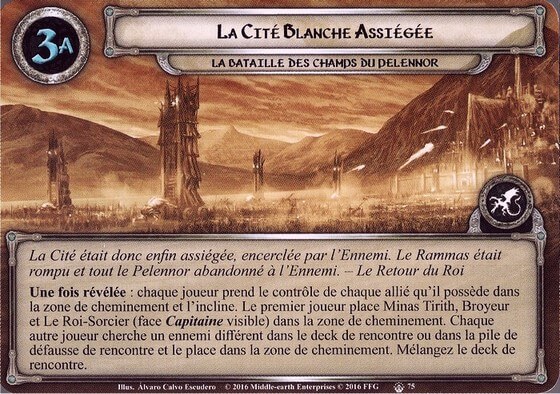 3A
La Cité Blanche Assiégée
La Bataille des Champs du Pelennor
La Cité était donc enfin assiégée, encerclée par l'Ennemi. Le Rammas était
rompu et tout le Pelennor abandonné à l'Ennemi. – Le Retour du Roi
Une fois révélée : chaque joueur prend le contrôle de chaque allié qu'il possède dans
la zone de cheminement et l'incline. Le premier joueur place Minas Tirith, Broyeur
et Le Roi-Sorcier (face Capitaine visible) dans la zone de cheminement. Chaque
autre joueur cherche un ennemi différent dans le deck de rencontre ou dans la pile de
défausse de rencontre et le place dans la zone de cheminement. Mélangez le deck de
rencontre.
Illus. Álvaro Calvo Escudero © 2016 Middle-earth Enterprises © 2016 FFG 75